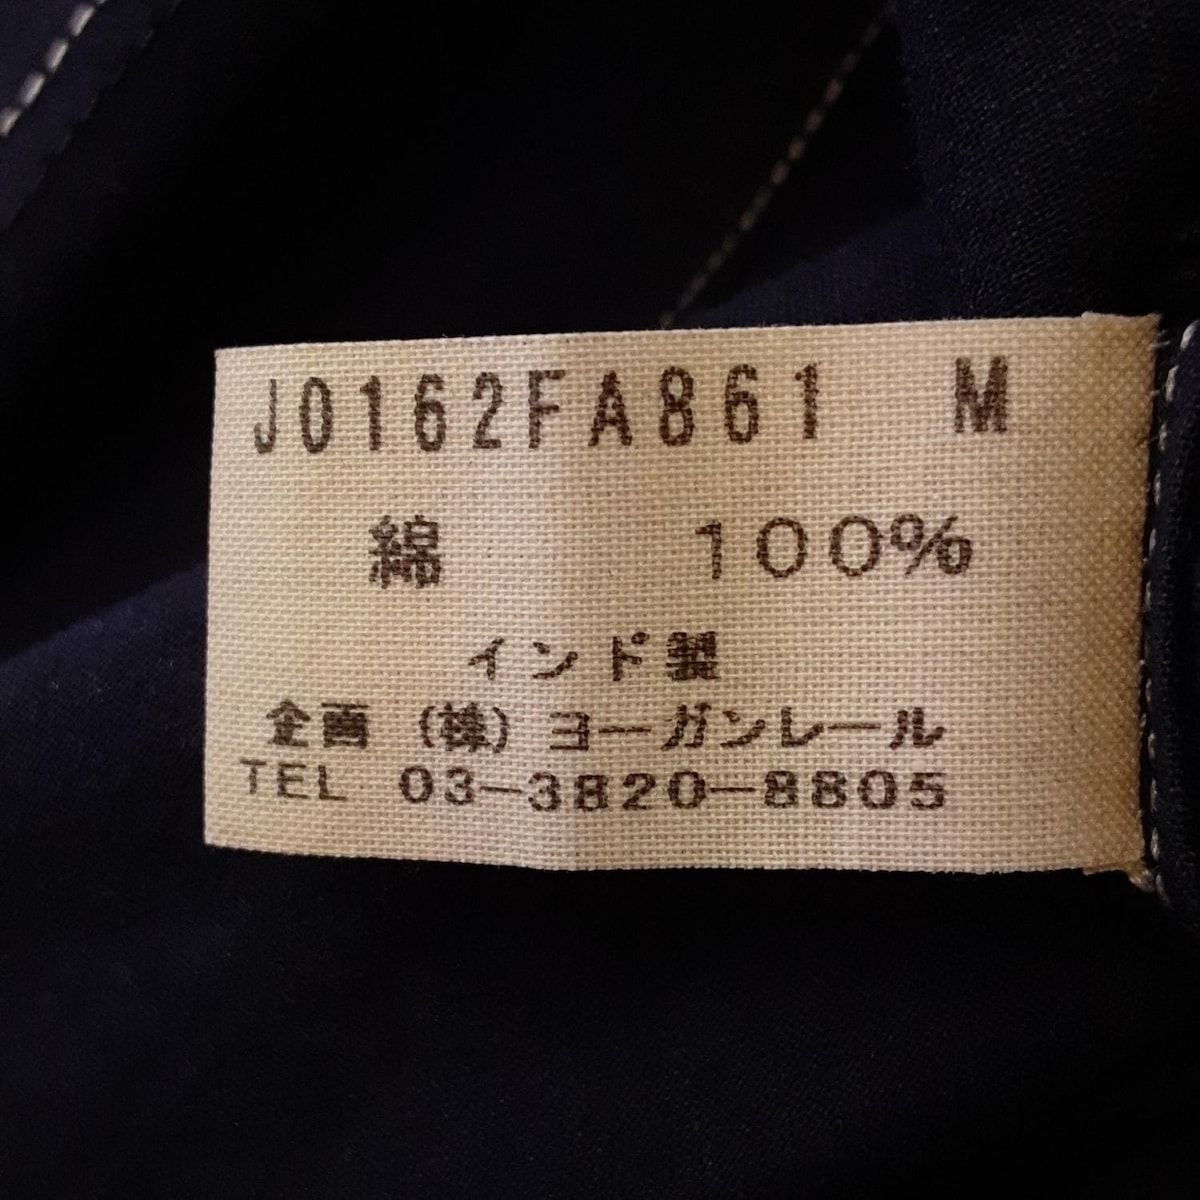 J0162FA861 M
綿 100%
インド製
企画 (株) ヨーガンレール
TEL 03-3820-8805